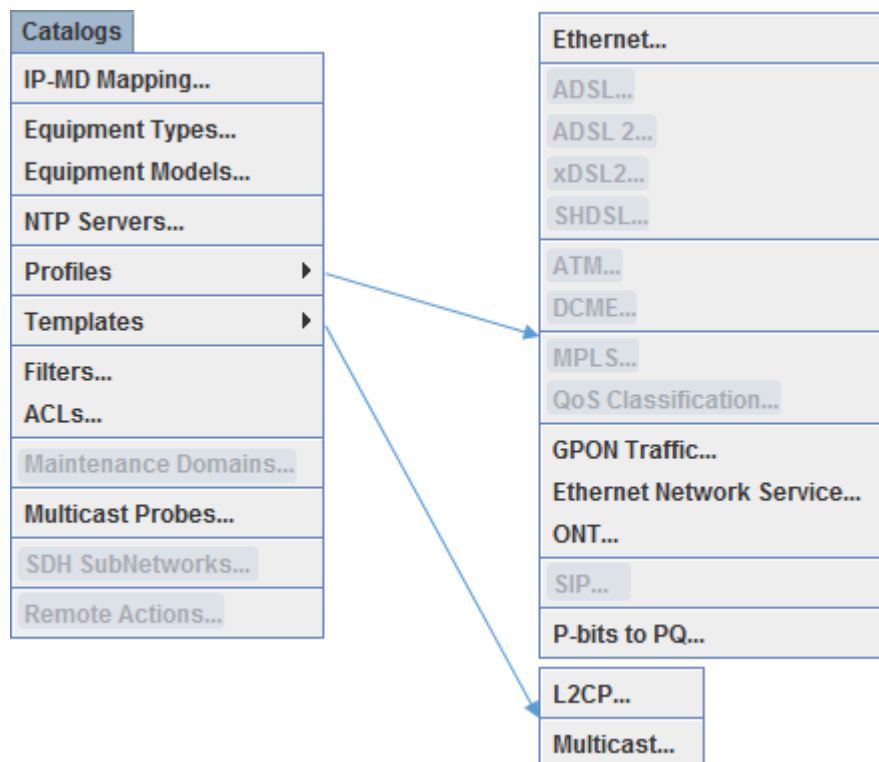 Catalogs
IP-MD Mapping...
Equipment Types...
Equipment Models...
NTP Servers...
Profiles
Templates
Filters...
ACLs...
Maintenance Domains...
Multicast Probes...
SDH SubNetworks...
Remote Actions...
Ethernet...
ADSL...
ADSL 2...
xDSL2...
SHDSL...
ATM...
DCME...
MPLS...
QoS Classification...
GPON Traffic...
Ethernet Network Service...
ONT...
SIP...
P-bits to PQ...
L2CP...
Multicast...